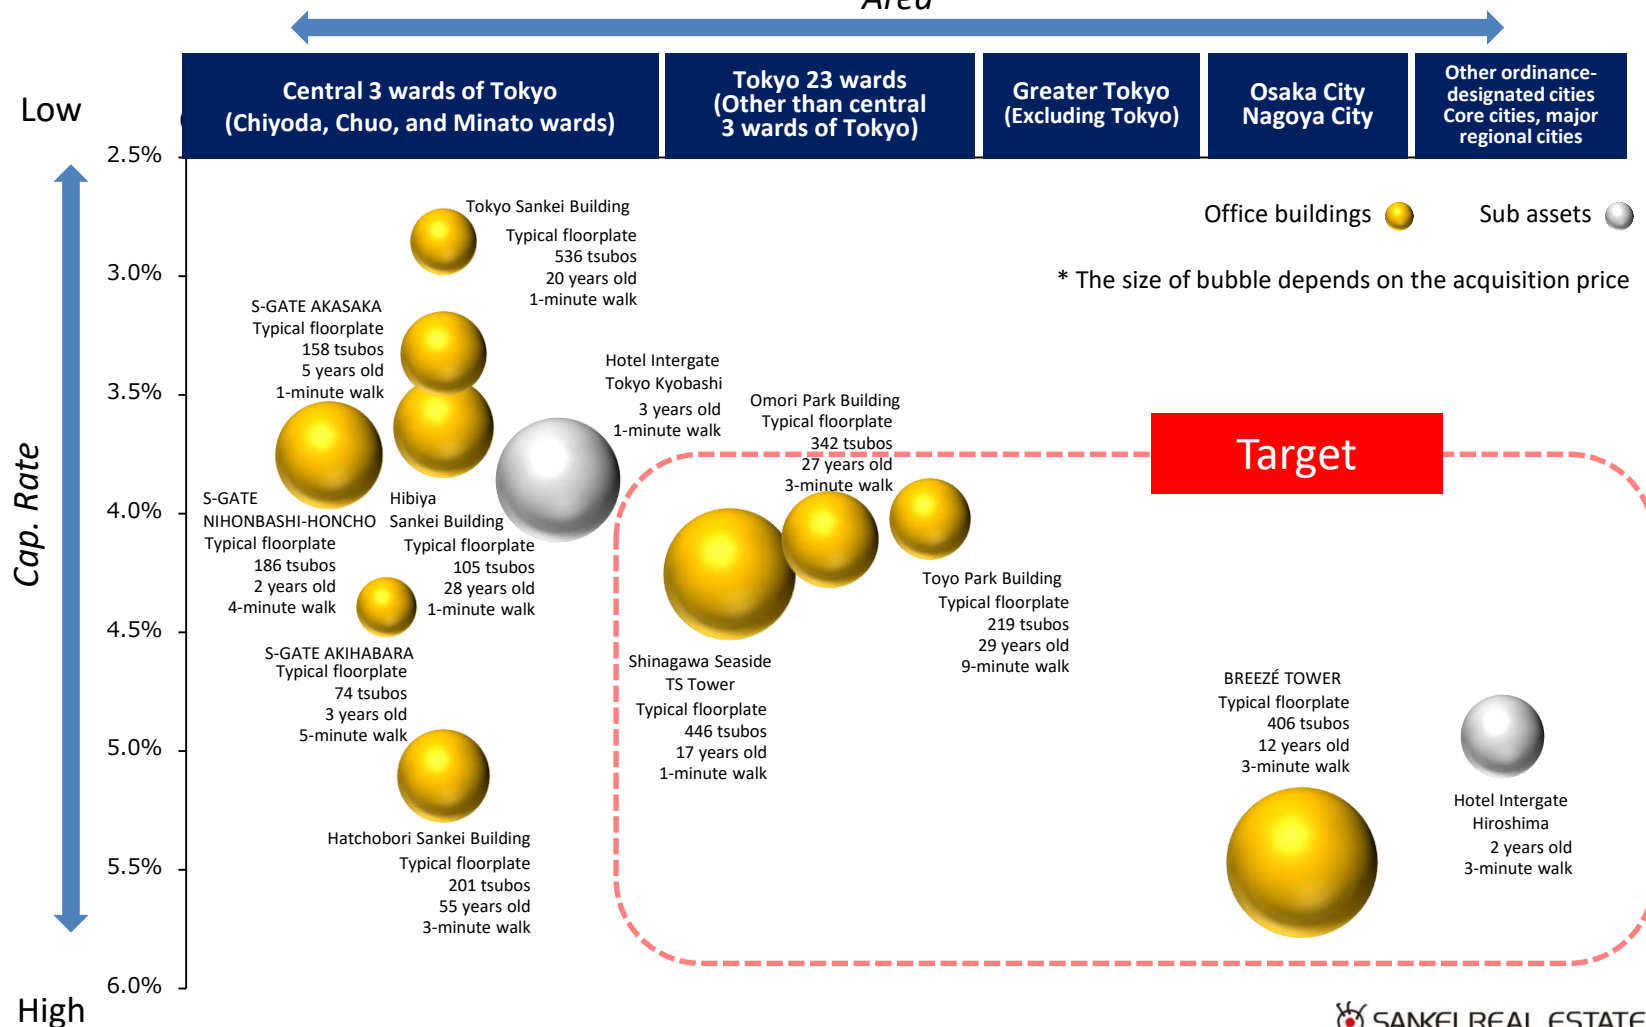 Area
Central 3 wards of Tokyo
(Chiyoda, Chuo, and Minato wards)
Tokyo 23 wards
(Other than central
3 wards of Tokyo)
Greater Tokyo
(Excluding Tokyo)
Osaka City
Nagoya City
Other ordinance-
designated cities
Core cities, major
regional cities
Low
2.5%
3.0%
3.5%
4.0%
4.5%
5.0%
5.5%
6.0%
High
Cap. Rate
Office buildings
Sub assets
* The size of bubble depends on the acquisition price
Target
Tokyo Sankei Building
Typical floorplate
536 tsubos
20 years old
1-minute walk
S-GATE AKASAKA
Typical floorplate
158 tsubos
5 years old
1-minute walk
Hotel Intergate
Tokyo Kyobashi
3 years old
1-minute walk
Omori Park Building
Typical floorplate
342 tsubos
27 years old
3-minute walk
S-GATE
NIHONBASHI-HONCHO
Typical floorplate
186 tsubos
2 years old
4-minute walk
Hibiya
Sankei Building
Typical floorplate
105 tsubos
28 years old
1-minute walk
Toyo Park Building
Typical floorplate
219 tsubos
29 years old
9-minute walk
S-GATE AKIHABARA
Typical floorplate
74 tsubos
3 years old
5-minute walk
Shinagawa Seaside
TS Tower
Typical floorplate
446 tsubos
17 years old
1-minute walk
BREEZÉ TOWER
Typical floorplate
406 tsubos
12 years old
3-minute walk
Hatchobori Sankei Building
Typical floorplate
201 tsubos
55 years old
3-minute walk
Hotel Intergate
Hiroshima
2 years old
3-minute walk
SANKEI REAL ESTATE